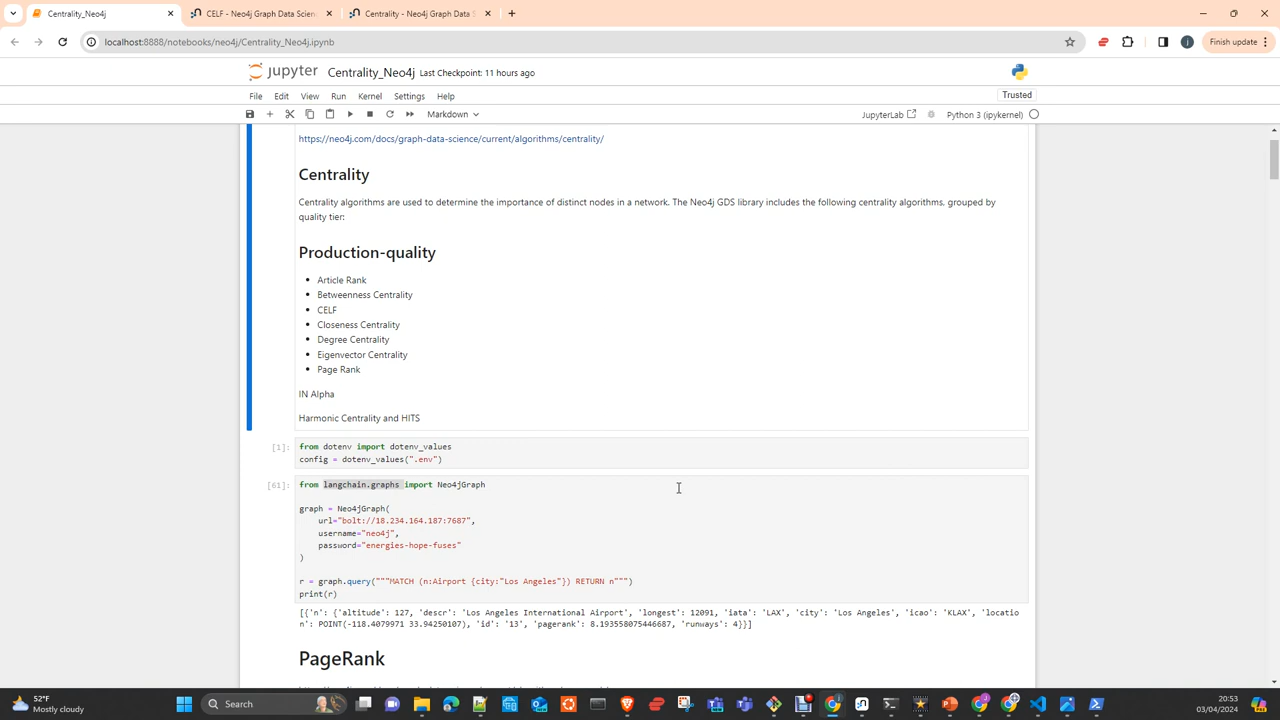 Centrality_Neo4j
CELF - Neo4j Graph Data Scien
Centrality - Neo4j Graph Data S
localhost:8888/notebooks/neo4j/Centrality_Neo4j.ipynb
Finish update
jupyter Centrality_Neo4j Last Checkpoint: 11 hours ago
File Edit View Run Kernel Settings Help
Trusted
Markdown
JupyterLab
Python 3 (ipykernel)
https://neo4j.com/docs/graph-data-science/current/algorithms/centrality/
Centrality
Centrality algorithms are used to determine the importance of distinct nodes in a network. The Neo4j GDS library includes the following centrality algorithms, grouped by
quality tier:
Production-quality
• Article Rank
• Betweenness Centrality
• CELF
• Closeness Centrality
• Degree Centrality
• Eigenvector Centrality
• Page Rank
IN Alpha
Harmonic Centrality and HITS
[1]: from dotenv import dotenv_values
config = dotenv_values(".env")
[61]: from langchain.graphs import Neo4jGraph
graph = Neo4jGraph(
url="bolt://18.234.164.187:7687",
username="neo4j",
password="energies-hope-fuses"
)
r = graph.query("""MATCH (n:Airport {city:"Los Angeles"}) RETURN n""")
print(r)
[{'n': {'altitude': 127, 'descr': 'Los Angeles International Airport', 'longest': 12091, 'iata': 'LAX', 'city': 'Los Angeles', 'icao': 'KLAX', 'locatio
n': POINT(-118.4079971 33.94250107), 'id': '13', 'pagerank': 8.193558075446687, 'runways': 4}}]
PageRank
52°F
Mostly cloudy
Search
20:53
03/04/2024